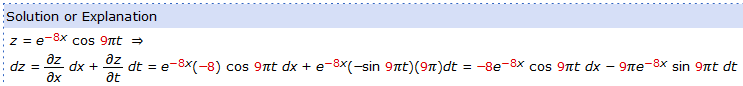 Solution or Explanation
z = e^{−8x} cos 9πt ⇒
dz = ∂z/∂x dx + ∂z/∂t dt = e^{−8x}(−8) cos 9πt dx + e^{−8x}(−sin 9πt)(9π)dt = −8e^{−8x} cos 9πt dx − 9πe^{−8x} sin 9πt dt